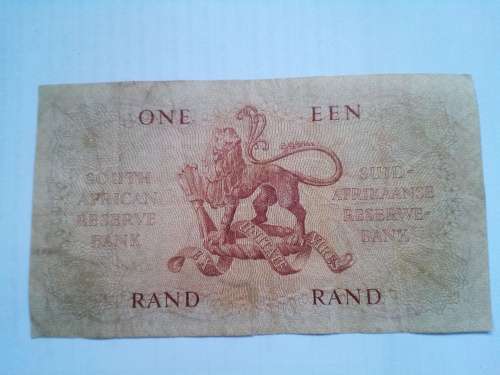 ONE EEN
SOUTH
AFRICAN
RESERVE
BANK
SUID-
AFRIKAANSE
RESERWE-
BANK
RAND RAND